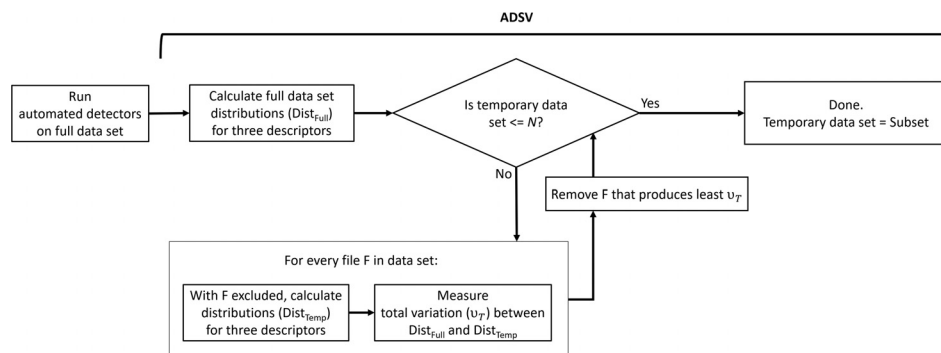 ADSV
Run
automated detectors
on full data set
Calculate full data set
distributions (Dist_Full)
for three descriptors
Is temporary data
set <= N?
Yes
Done.
Temporary data set = Subset
No
Remove F that produces least υ_T
For every file F in data set:
With F excluded, calculate
distributions (Dist_Temp)
for three descriptors
Measure
total variation (υ_T) between
Dist_Full and Dist_Temp